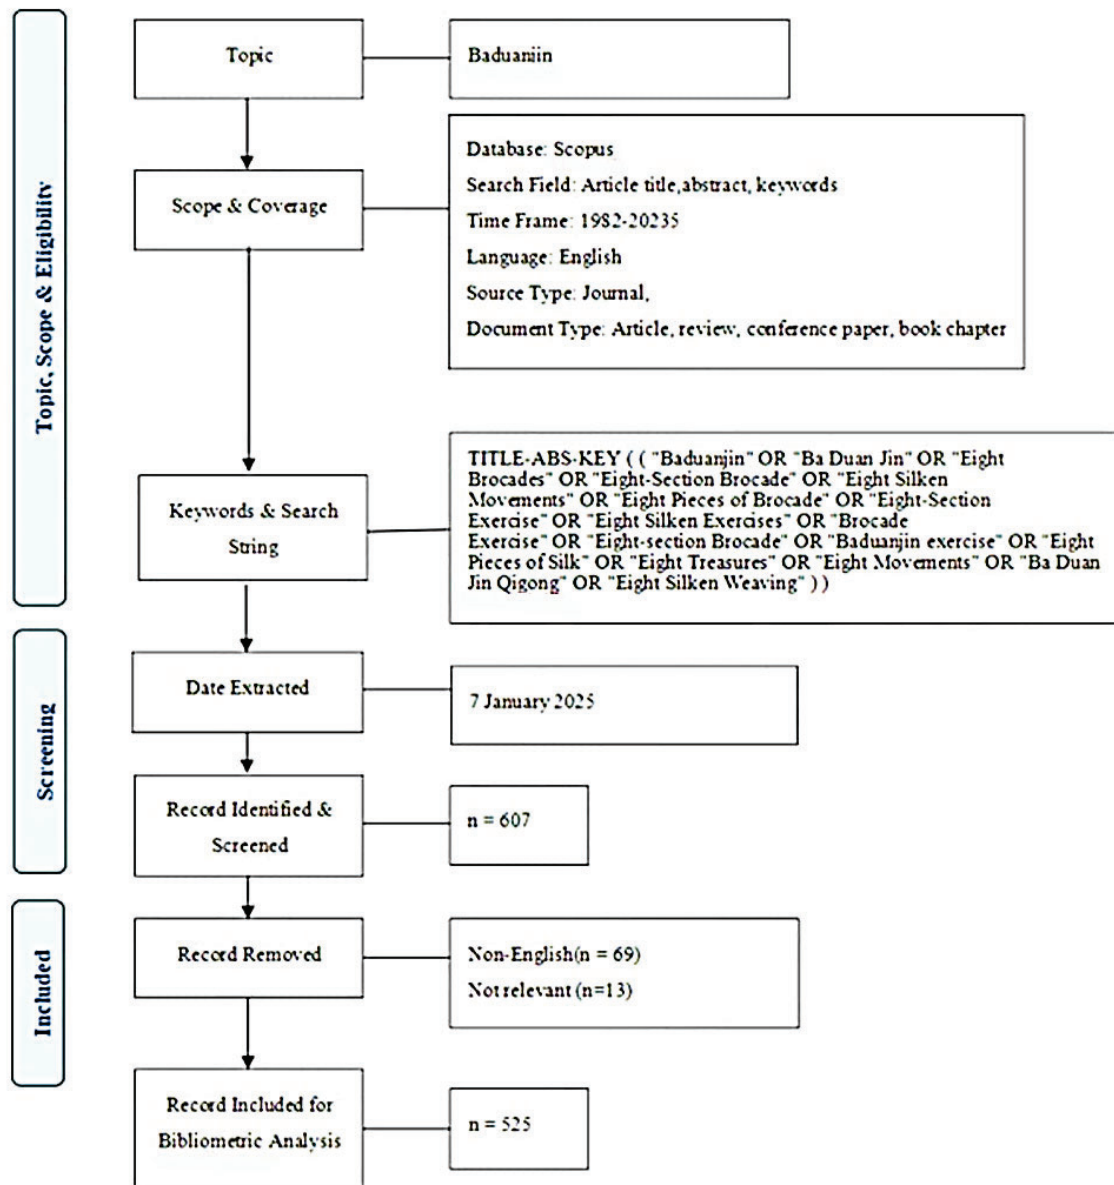 Topic, Scope & Eligibility
Topic
Baduanjin
Scope & Coverage
Database: Scopus
Search Field: Article title,abstract, keywords
Time Frame: 1982-20235
Language: English
Source Type: Journal,
Document Type: Article, review, conference paper, book chapter
Keywords & Search
String
TITLE-ABS-KEY ( ( "Baduanjin" OR "Ba Duan Jin" OR "Eight
Brocades" OR "Eight-Section Brocade" OR "Eight Silken
Movements" OR "Eight Pieces of Brocade" OR "Eight-Section
Exercise" OR "Eight Silken Exercises" OR "Brocade
Exercise" OR "Eight-section Brocade" OR "Baduanjin exercise" OR "Eight
Pieces of Silk" OR "Eight Treasures" OR "Eight Movements" OR "Ba Duan
Jin Qigong" OR "Eight Silken Weaving" ) )
Screening
Date Extracted
7 January 2025
Record Identified &
Screened
n = 607
Included
Record Removed
Non-English(n = 69)
Not relevant (n=13)
Record Included for
Bibliometric Analysis
n = 525